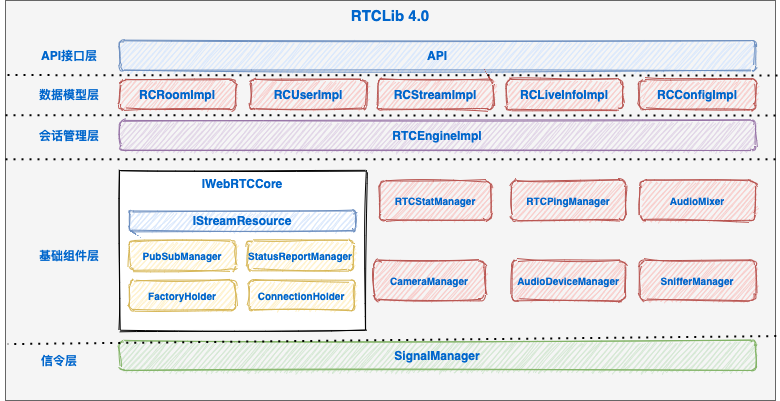 RTCLib 4.0
API接口层
API
数据模型层
RCRoomImpl
RCUserImpl
RCStreamImpl
RCLiveInfoImpl
RCConfigImpl
会话管理层
RTCEngineImpl
基础组件层
IWebRTCCore
IStreamResource
PubSubManager
StatusReportManager
FactoryHolder
ConnectionHolder
RTCStatManager
RTCPingManager
AudioMixer
CameraManager
AudioDeviceManager
SnifferManager
信令层
SignalManager